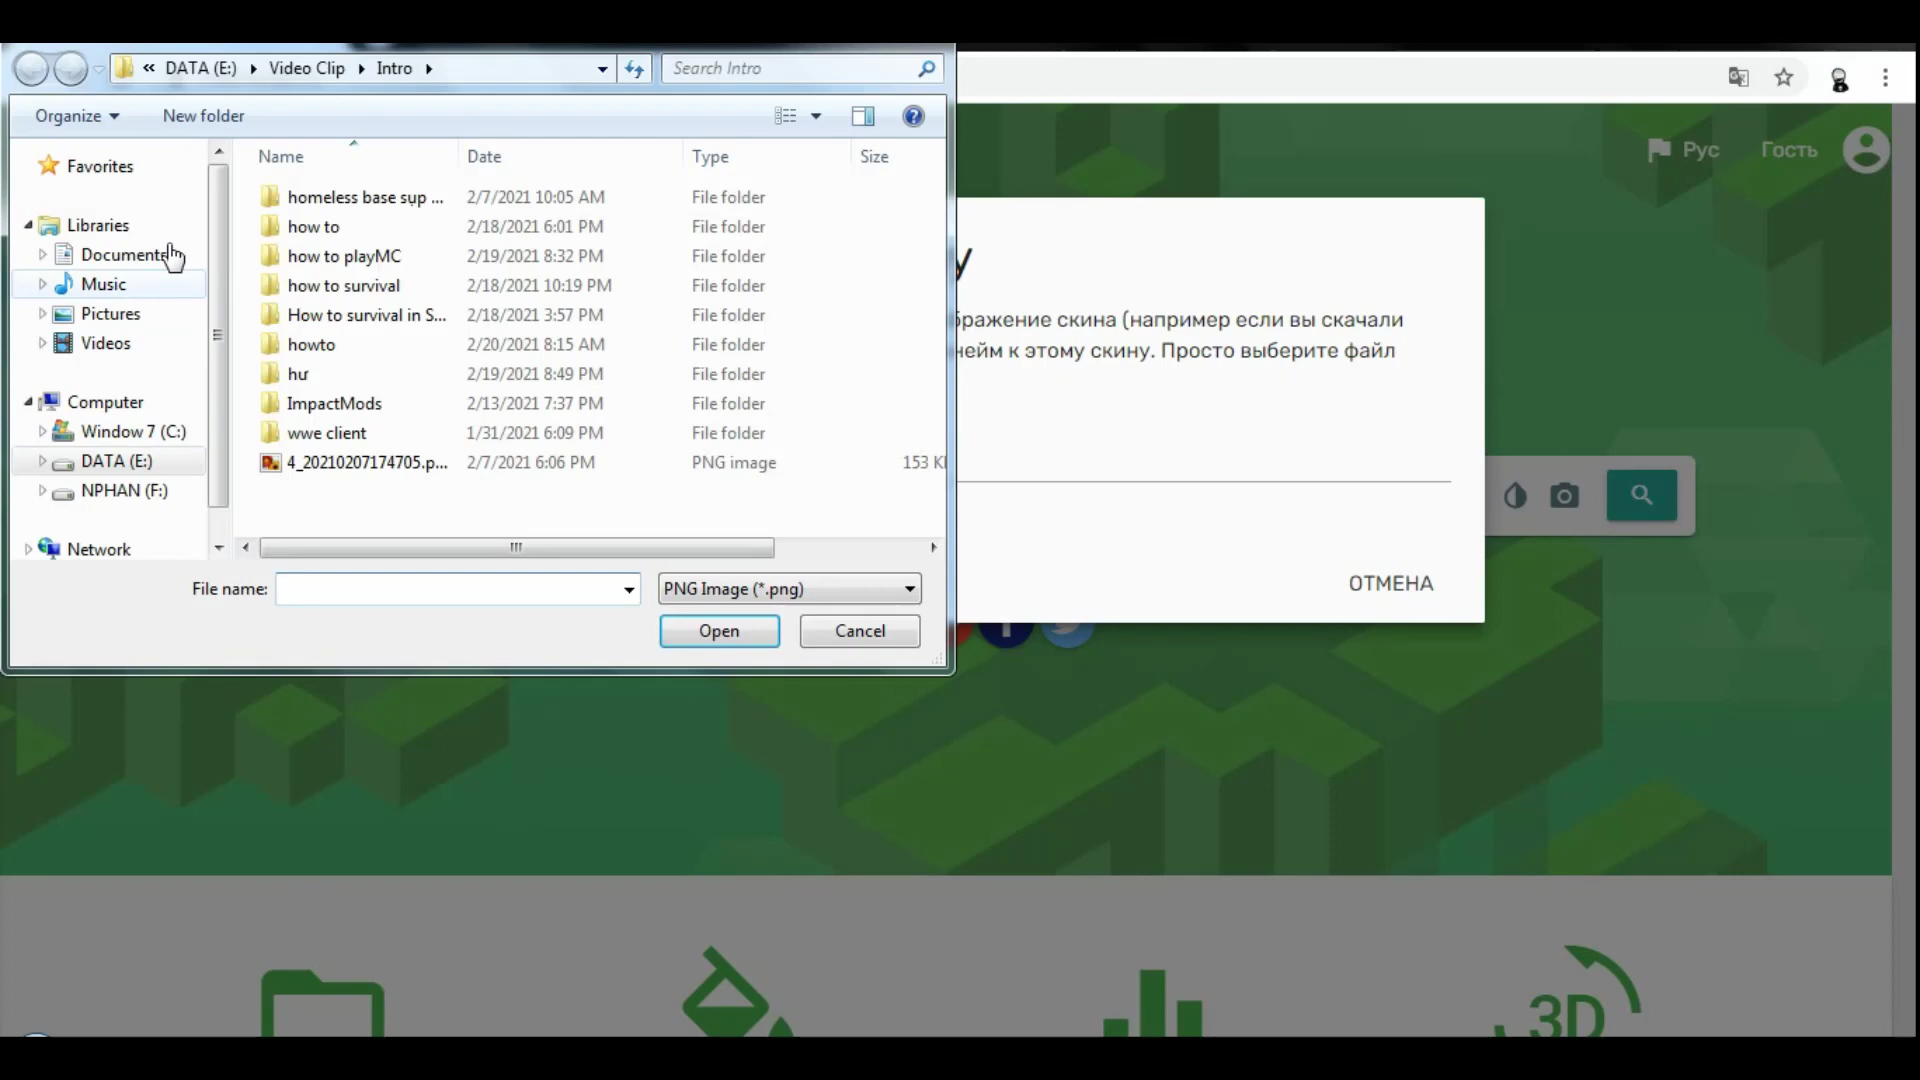 « DATA (E:) Video Clip Intro
Search Intro
Organize
New folder
Name Date Type Size
Favorites
Libraries
Documents
Music
Pictures
Videos
Computer
Window 7 (C:)
DATA (E:)
NPHAN (F:)
Network
homeless base sup ... 2/7/2021 10:05 AM File folder
how to 2/18/2021 6:01 PM File folder
how to playMC 2/19/2021 8:32 PM File folder
how to survival 2/18/2021 10:19 PM File folder
How to survival in S... 2/18/2021 3:57 PM File folder
howto 2/20/2021 8:15 AM File folder
hư 2/19/2021 8:49 PM File folder
ImpactMods 2/13/2021 7:37 PM File folder
wwe client 1/31/2021 6:09 PM File folder
4_20210207174705.p... 2/7/2021 6:06 PM PNG image 153 K
File name:
PNG Image (*.png)
Open
Cancel
Рус
Гость
у
бражение скина (например если вы скачали
нейм к этому скину. Просто выберите файл
ОТМЕНА
3D